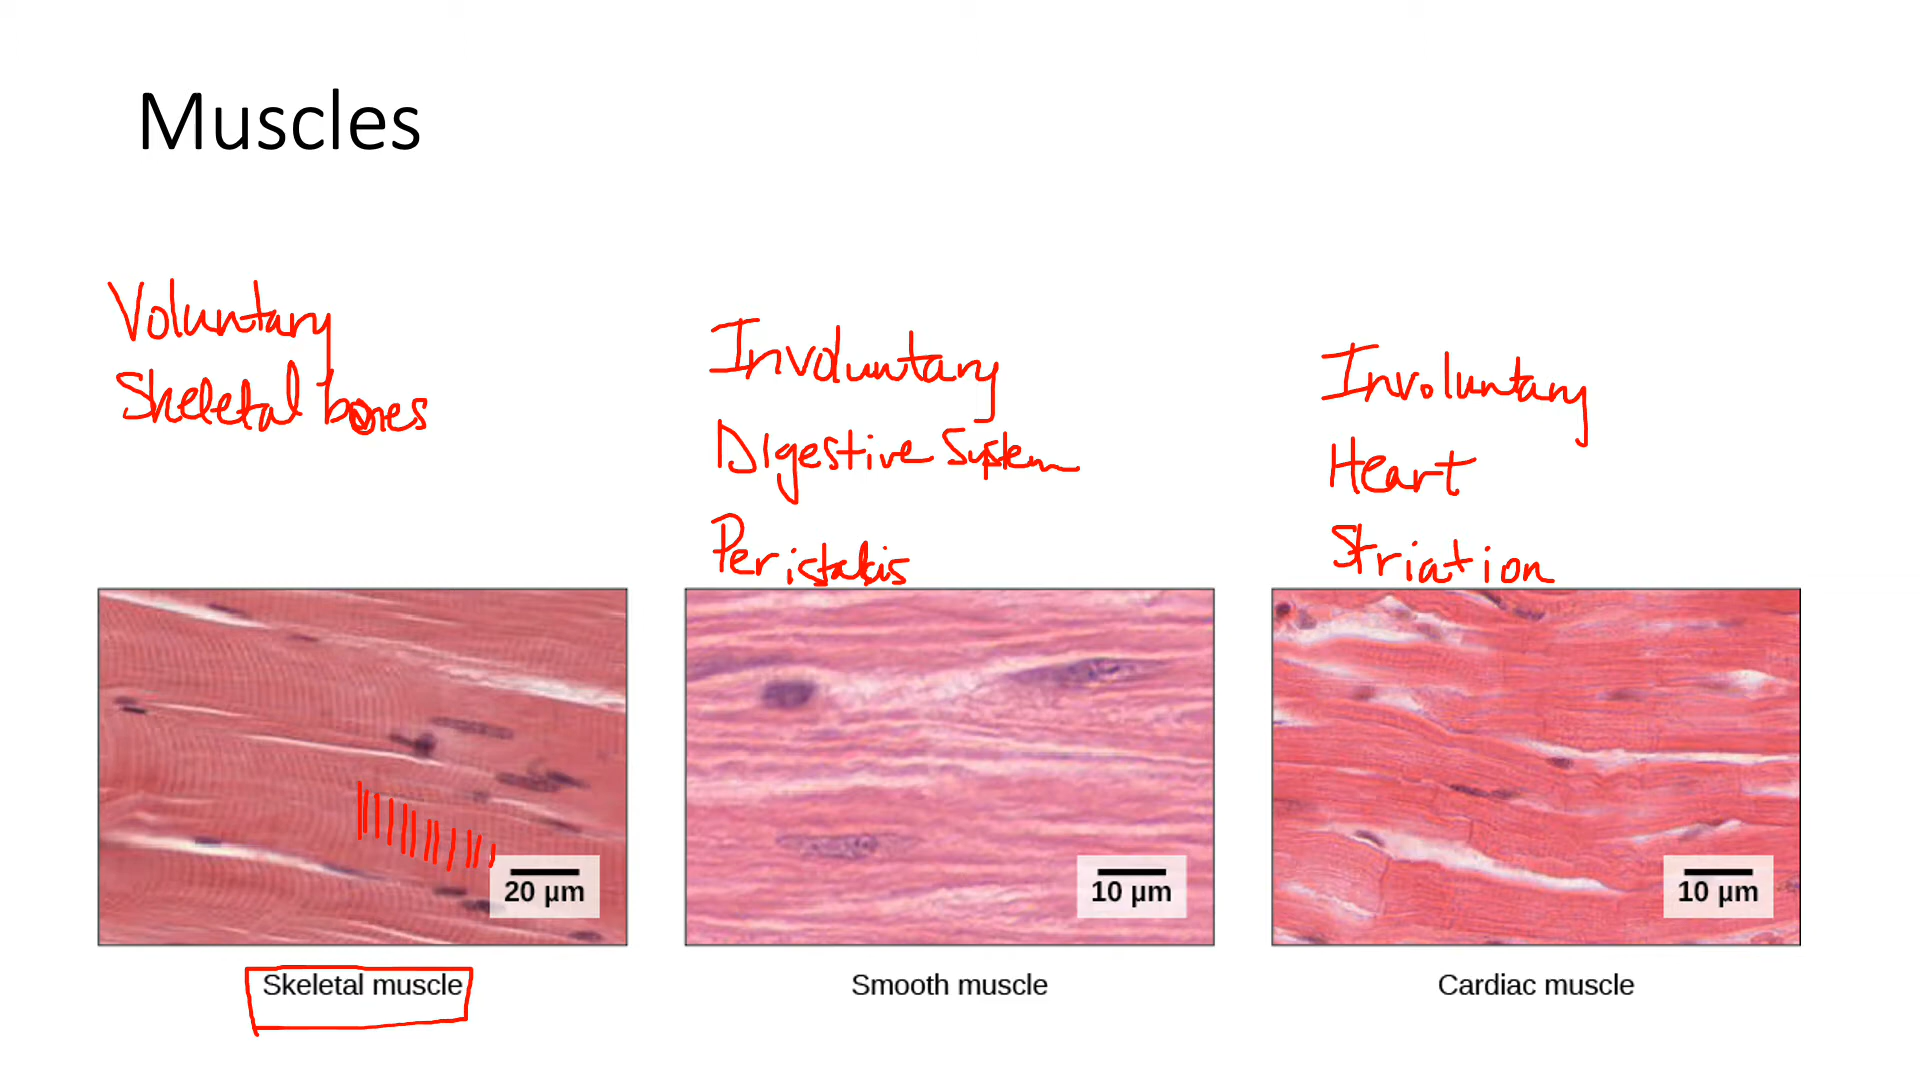 Muscles
Voluntary
Skeletal bones
Involuntary
Digestive System
Peristalsis
Involuntary
Heart
Striation
20 µm
10 µm
10 µm
Skeletal muscle
Smooth muscle
Cardiac muscle